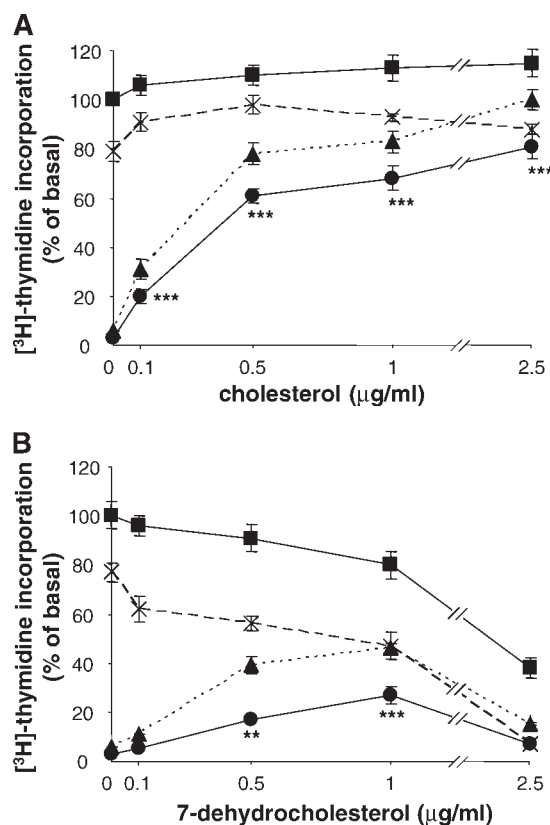 A
[³H]-thymidine incorporation
(% of basal)
120
100
80
60
40
20
0
***
***
***
***
0 0.1 0.5 1 2.5
cholesterol (μg/ml)
B
[³H]-thymidine incorporation
(% of basal)
120
100
80
60
40
20
0
**
***
0 0.1 0.5 1 2.5
7-dehydrocholesterol (μg/ml)